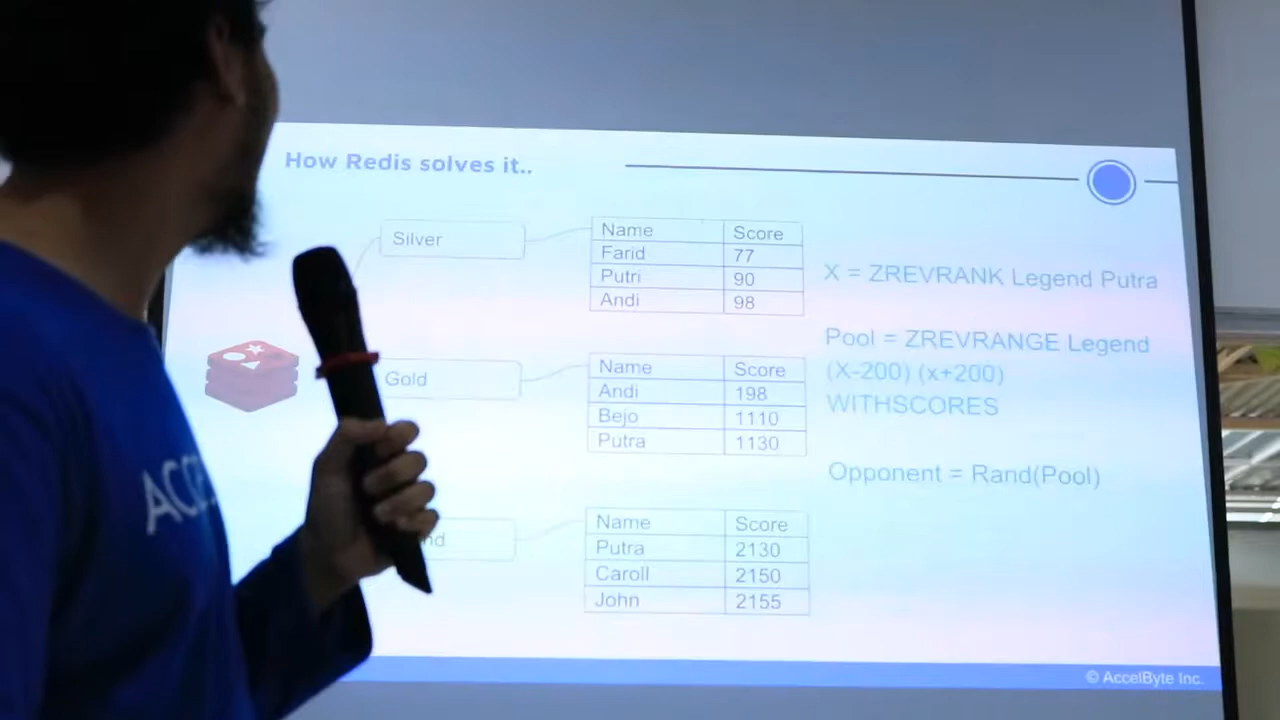 How Redis solves it..
Silver
Name Score
Farid 77
Putri 90
Andi 98
X = ZREVRANK Legend Putra
Pool = ZREVRANGE Legend
(X-200) (x+200)
WITHSCORES
Opponent = Rand(Pool)
Gold
Name Score
Andi 198
Bejo 1110
Putra 1130
nd
Name Score
Putra 2130
Caroll 2150
John 2155
© AccelByte Inc.